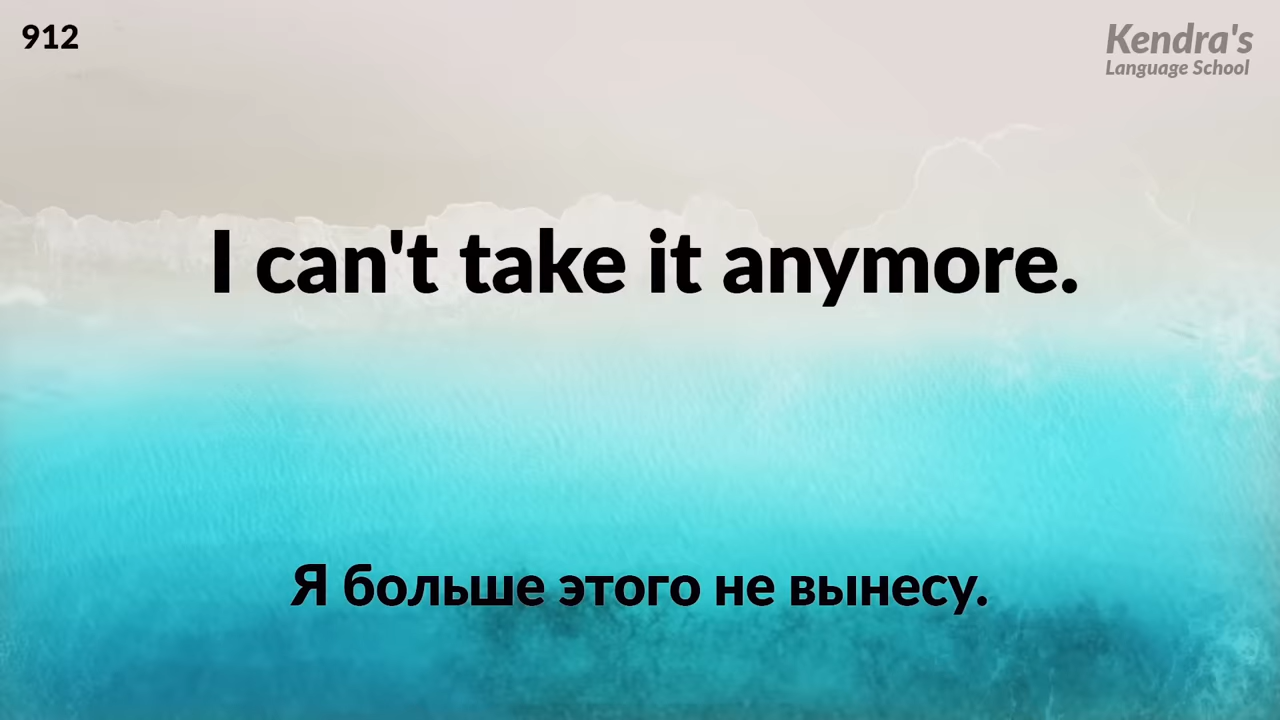 912
Kendra's
Language School
I can't take it anymore.
Я больше этого не вынесу.